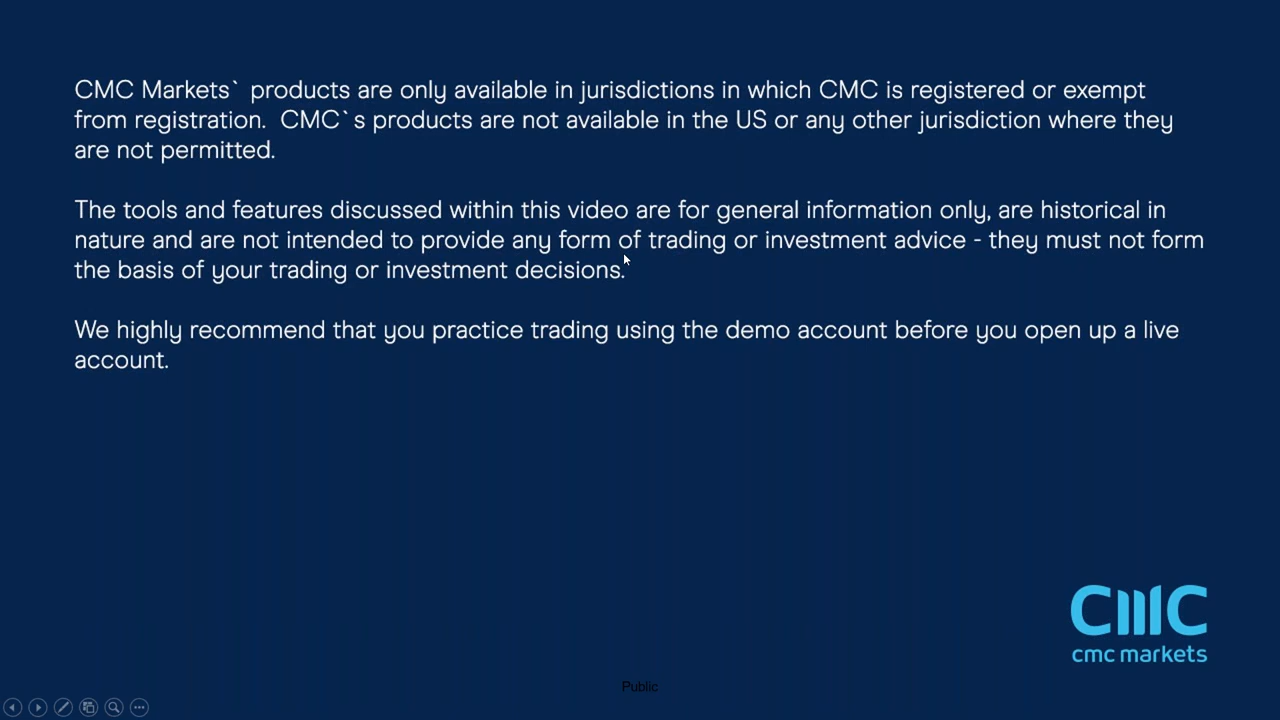 CMC Markets` products are only available in jurisdictions in which CMC is registered or exempt
from registration.  CMC`s products are not available in the US or any other jurisdiction where they
are not permitted.
The tools and features discussed within this video are for general information only, are historical in
nature and are not intended to provide any form of trading or investment advice - they must not form
the basis of your trading or investment decisions.
We highly recommend that you practice trading using the demo account before you open up a live
account.
CMC
cmc markets
Public